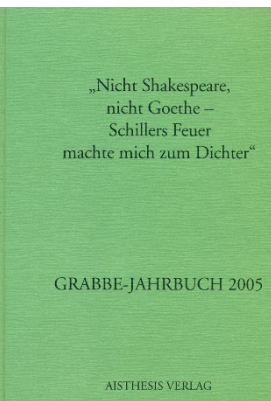 „Nicht Shakespeare,
nicht Goethe –
Schillers Feuer
machte mich zum Dichter“
GRABBE-JAHRBUCH 2005
AISTHESIS VERLAG